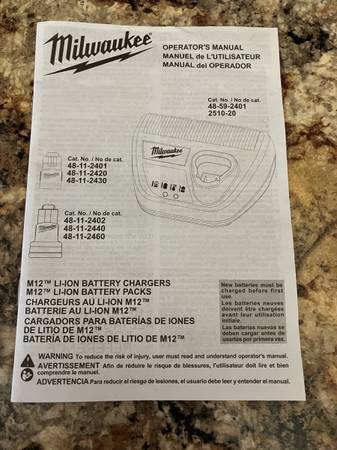 Milwaukee
OPERATOR'S MANUAL
MANUEL de L'UTILISATEUR
MANUAL del OPERADOR
48-59-2401
2510-20
Cat. No. / No de cat.
48-11-2401
48-11-2420
48-11-2430
Milwaukee
Cat. No. / No de cat.
48-11-2402
48-11-2440
48-11-2460
M12™ LI-ION BATTERY CHARGERS
M12™ LI-ION BATTERY PACKS
CHARGEURS AU LI-ION M12™
BATTERIE AU LI-ION M12™
CARGADORES PARA BATERÍAS DE IONES
DE LITIO DE M12™
BATERÍA DE IONES DE LITIO DE M12™
New batteries must be
charged before first
use.
Les batteries neuves
doivent être chargées
avant leur utilisation
initiale.
Las baterías nuevas se
deben cargar antes de
usarlas por primera vez.
WARNING To reduce the risk of injury, user must read and understand operator's manual.
AVERTISSEMENT Afin de réduire le risque de blessures, l'utilisateur doit lire et bien
comprendre le manuel.
ADVERTENCIA Para reducir el riesgo de lesiones, el usuario debe leer y entender el manual.